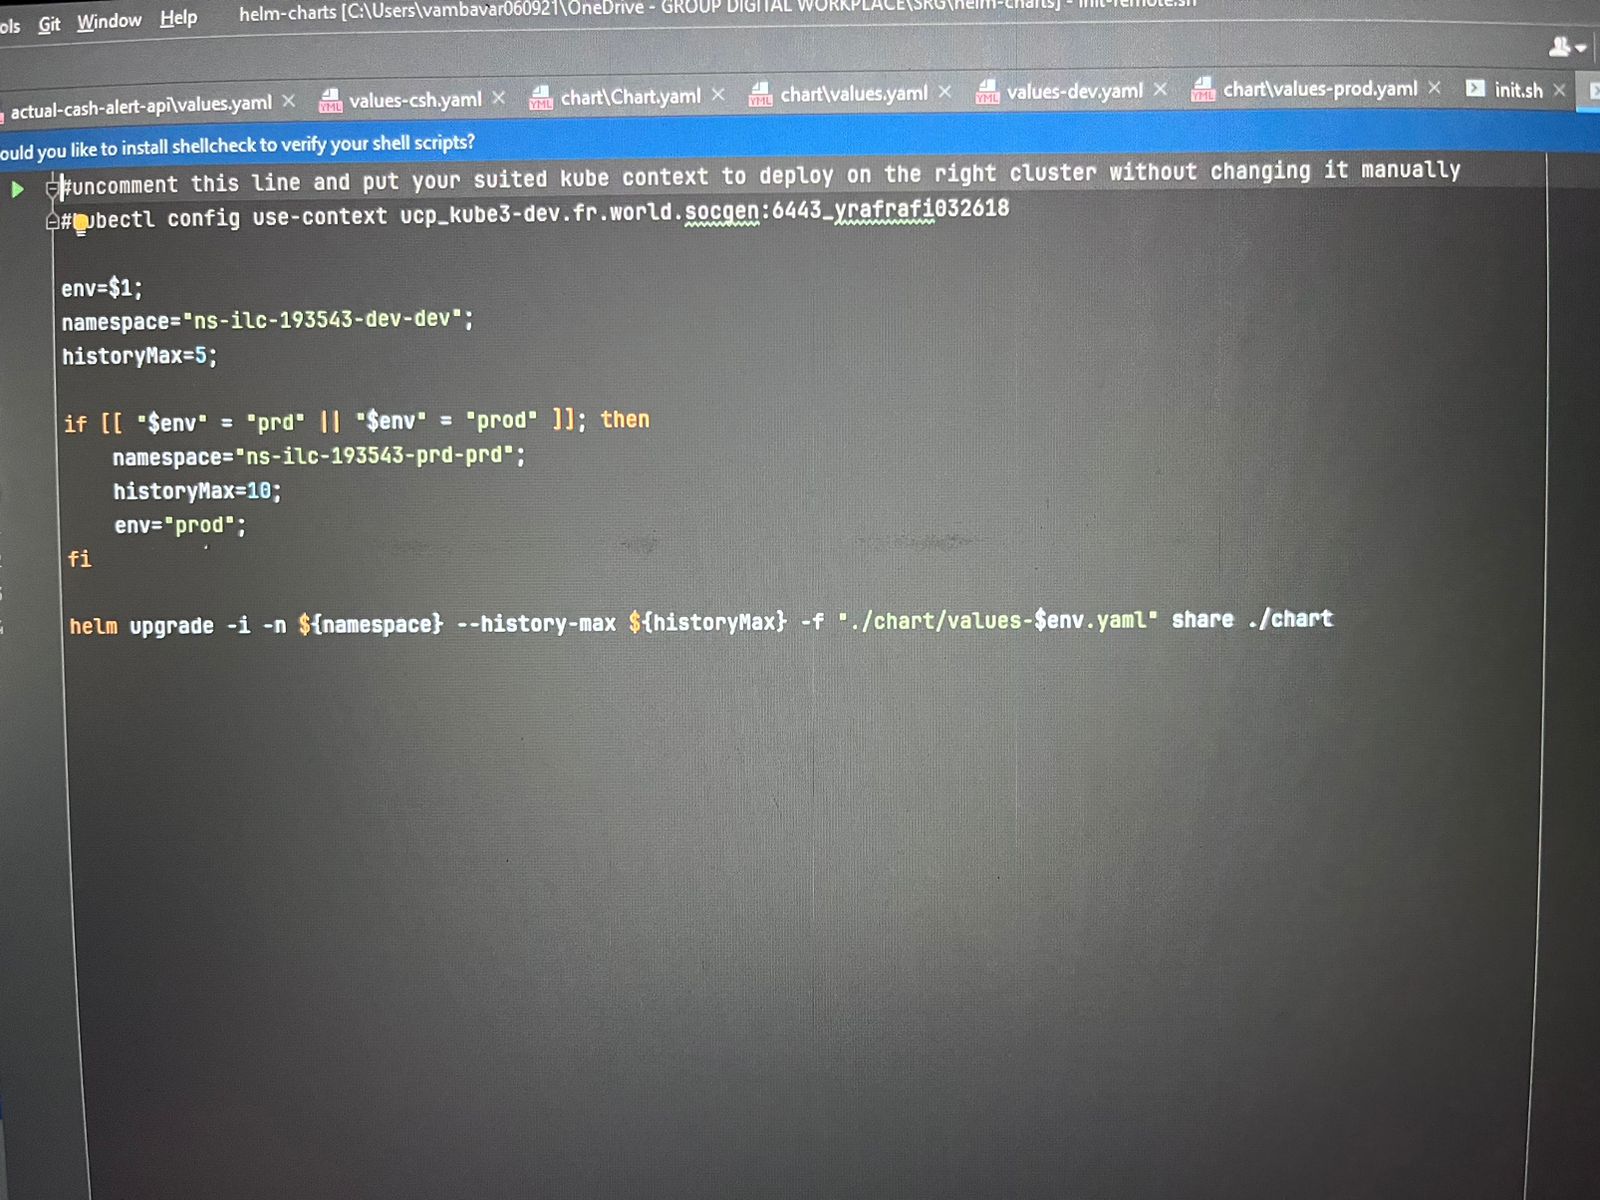 Git Window Help helm-charts [C:\Users\vambavar060921\OneDrive - GROUP DIGITAL WORKPLACE\SRG\helm-charts] - init-remote.sh
actual-cash-alert-api\values.yaml values-csh.yaml chart\Chart.yaml chart\values.yaml values-dev.yaml chart\values-prod.yaml init.sh
ould you like to install shellcheck to verify your shell scripts?
#uncomment this line and put your suited kube context to deploy on the right cluster without changing it manually
#kubectl config use-context ucp_kube3-dev.fr.world.socgen:6443_yrafrafi032618
env=$1;
namespace="ns-ilc-193543-dev-dev";
historyMax=5;
if [[ "$env" = "prd" || "$env" = "prod" ]]; then
namespace="ns-ilc-193543-prd-prd";
historyMax=10;
env="prod";
fi
helm upgrade -i -n ${namespace} --history-max ${historyMax} -f "./chart/values-$env.yaml" share ./chart